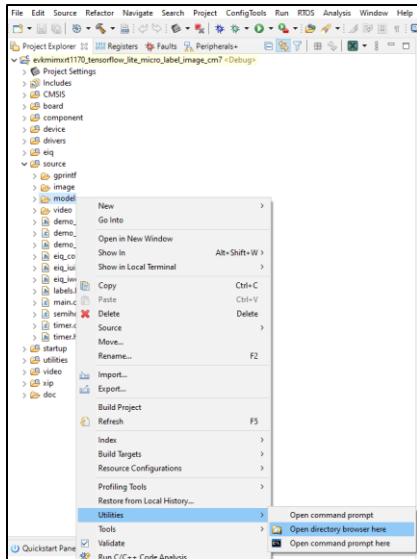 File Edit Source Refactor Navigate Search Project ConfigTools Run RTOS Analysis Window Help
Project Explorer Registers Faults Peripherals+
evkmimxrt1170_tensorflow_lite_micro_label_image_cm7 <Debug>
Project Settings
Includes
CMSIS
board
component
device
drivers
eiq
source
gprintf
image
model
video
demo_
demo_
demo_
eiq_co
eiq_iui
eiq_iw
labels.l
main.c
semiho
timer.c
timer.h
startup
utilities
video
xip
doc
New
Go Into
Open in New Window
Show In Alt+Shift+W
Show in Local Terminal
Copy Ctrl+C
Paste Ctrl+V
Delete Delete
Source
Move...
Rename... F2
Import...
Export...
Build Project
Refresh F5
Index
Build Targets
Resource Configurations
Profiling Tools
Restore from Local History...
Utilities
Tools
Validate
Run C/C++ Code Analysis
Open command prompt
Open directory browser here
Open command prompt here
Quickstart Pane